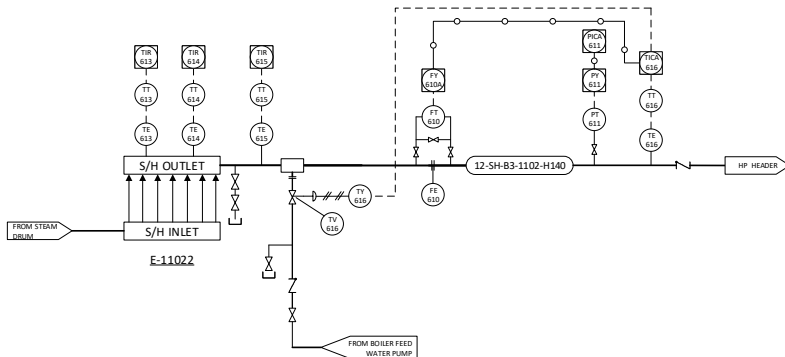 TIR
613
TIR
614
TIR
615
FY
610A
PICA
611
PY
611
TICA
616
TT
613
TT
614
TT
615
FT
610
PT
611
TT
616
TE
613
TE
614
TE
615
TE
616
S/H OUTLET
12-SH-B3-1102-H140
HP HEADER
FE
610
TY
616
TV
616
FROM STEAM
DRUM
S/H INLET
E-11022
FROM BOILER FEED
WATER PUMP